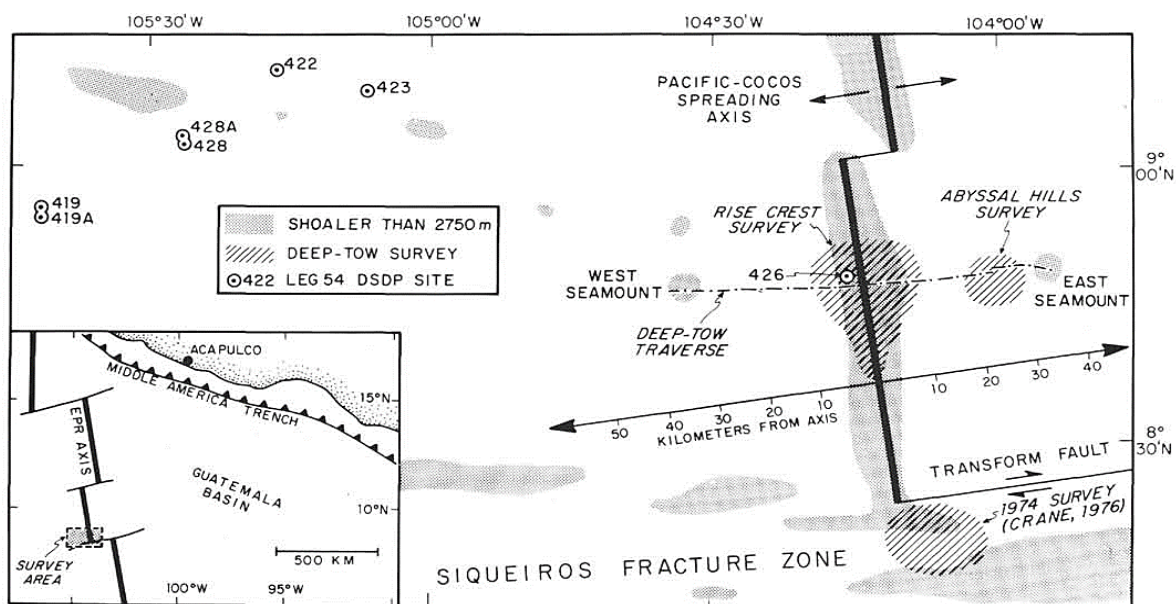 105°30'W
105°00'W
104°30'W
104°00'W
422
423
428A
428
419
419A
PACIFIC-COCOS
SPREADING
AXIS
9°
00'N
SHOALER THAN 2750 m
DEEP-TOW SURVEY
422 LEG 54 DSDP SITE
RISE CREST
SURVEY
ABYSSAL HILLS
SURVEY
426
WEST
SEAMOUNT
EAST
SEAMOUNT
DEEP-TOW
TRAVERSE
50 40 30 20 10 10 20 30 40
KILOMETERS FROM AXIS
8°
30'N
TRANSFORM FAULT
1974 SURVEY
(CRANE, 1976)
SIQUEIROS FRACTURE ZONE
ACAPULCO
MIDDLE AMERICA TRENCH
15°N
EPR AXIS
GUATEMALA
BASIN
10°N
500 KM
SURVEY
AREA
100°W
95°W